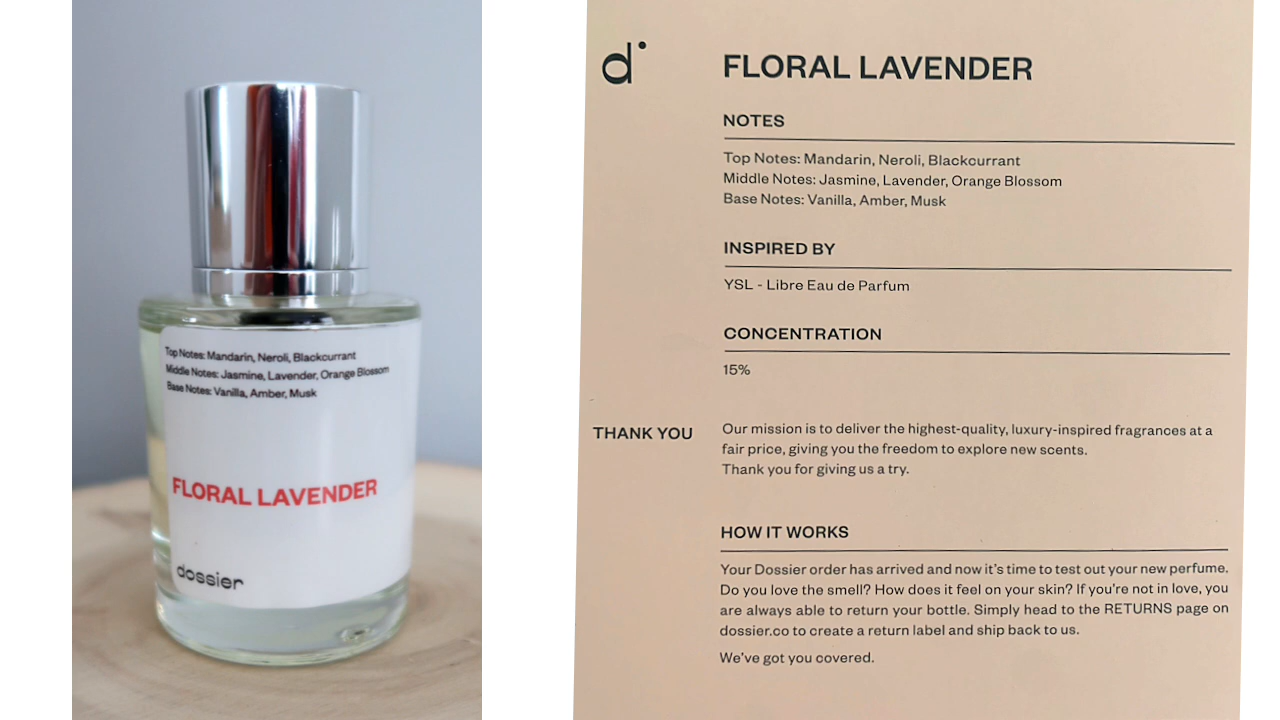 Top Notes: Mandarin, Neroli, Blackcurrant
Middle Notes: Jasmine, Lavender, Orange Blossom
Base Notes: Vanilla, Amber, Musk
FLORAL LAVENDER
dossier
d
FLORAL LAVENDER
NOTES
Top Notes: Mandarin, Neroli, Blackcurrant
Middle Notes: Jasmine, Lavender, Orange Blossom
Base Notes: Vanilla, Amber, Musk
INSPIRED BY
YSL - Libre Eau de Parfum
CONCENTRATION
15%
THANK YOU
Our mission is to deliver the highest-quality, luxury-inspired fragrances at a
fair price, giving you the freedom to explore new scents.
Thank you for giving us a try.
HOW IT WORKS
Your Dossier order has arrived and now it's time to test out your new perfume.
Do you love the smell? How does it feel on your skin? If you're not in love, you
are always able to return your bottle. Simply head to the RETURNS page on
dossier.co to create a return label and ship back to us.
We've got you covered.